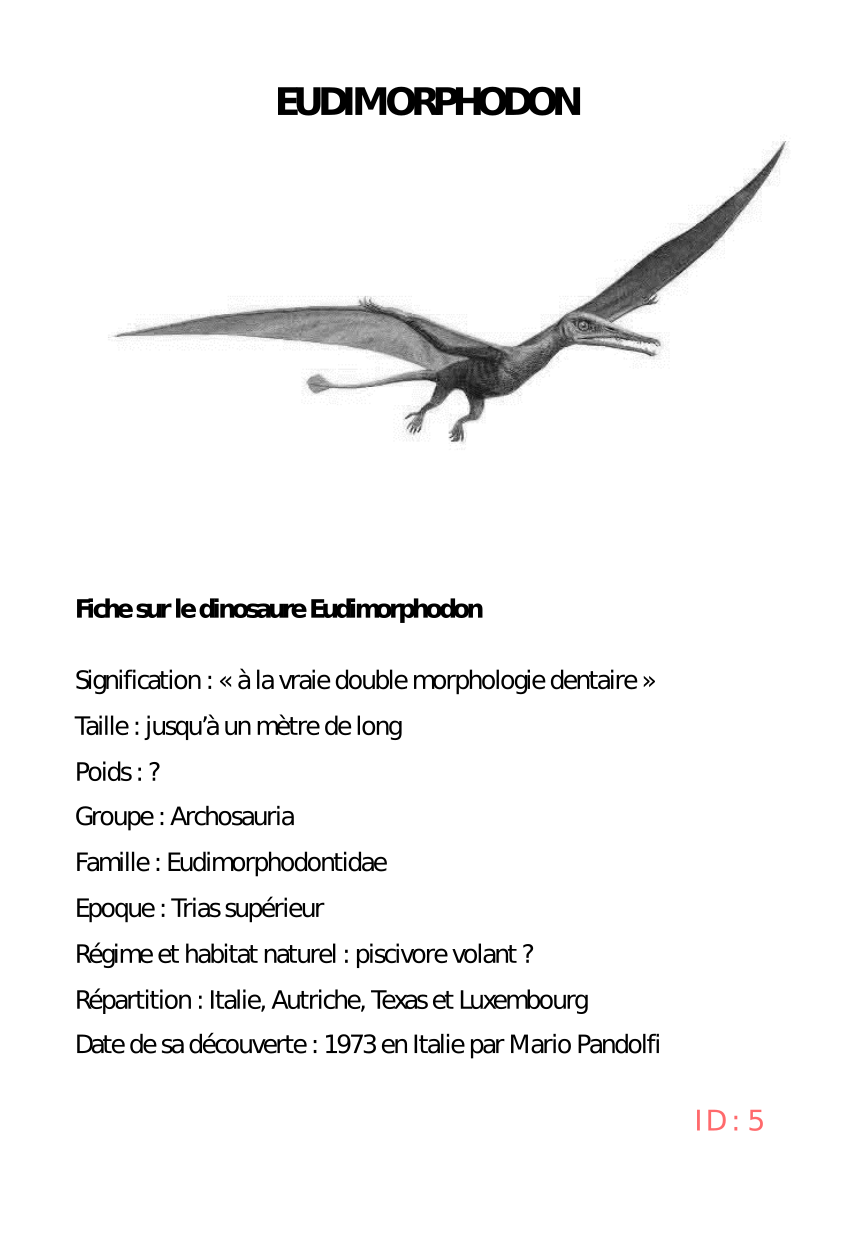 EUDIMORPHODON
Fiche sur le dinosaure Eudimorphodon
Signification : « à la vraie double morphologie dentaire »
Taille : jusqu’à un mètre de long
Poids : ?
Groupe : Archosauria
Famille : Eudimorphodontidae
Epoque : Trias supérieur
Régime et habitat naturel : piscivore volant ?
Répartition : Italie, Autriche, Texas et Luxembourg
Date de sa découverte : 1973 en Italie par Mario Pandolfi
ID : 5